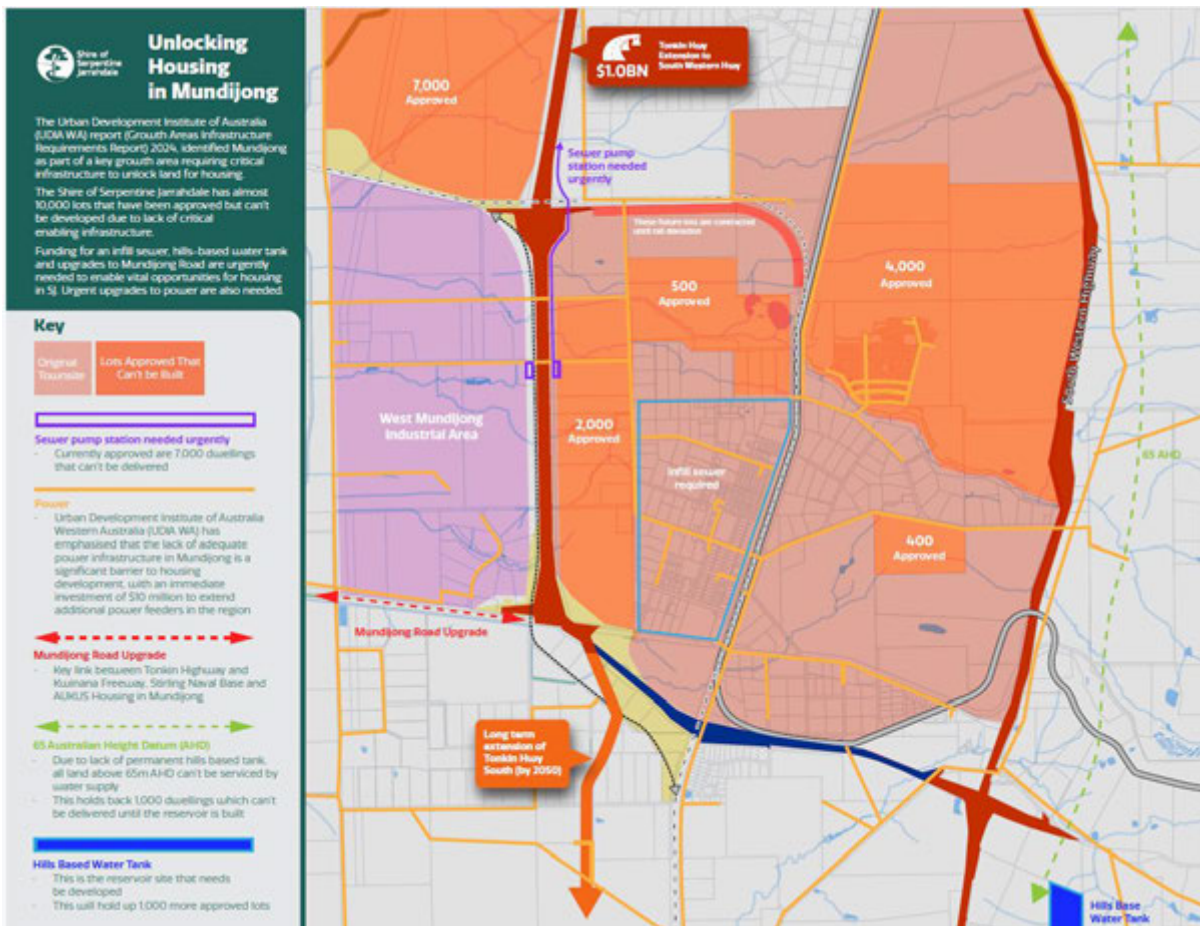 Shire of
Serpentine
Jarrahdale
Unlocking
Housing
in Mundijong
The Urban Development Institute of Australia
(UDIA WA) report (Growth Areas Infrastructure
Requirements Report) 2024, identified Mundijong
as part of a key growth area requiring critical
infrastructure to unlock land for housing.
The Shire of Serpentine Jarrahdale has almost
10,000 lots that have been approved but can't
be developed due to lack of critical
enabling infrastructure.
Funding for an infill sewer, hills-based water tank
and upgrades to Mundijong Road are urgently
needed to enable vital opportunities for housing
in SJ. Urgent upgrades to power are also needed.
Key
Original
Townsite
Lots Approved That
Can't be Built
Sewer pump station needed urgently
- Currently approved are 7,000 dwellings
that can't be delivered
Power
- Urban Development Institute of Australia
Western Australia (UDIA WA) has
emphasised that the lack of adequate
power infrastructure in Mundijong is a
significant barrier to housing
development, with an immediate
investment of $10 million to extend
additional power feeders in the region
Mundijong Road Upgrade
- Key link between Tonkin Highway and
Kwinana Freeway, Stirling Naval Base and
AUKUS Housing in Mundijong
65 Australian Height Datum (AHD)
- Due to lack of permanent hills based tank,
all land above 65m AHD can't be serviced by
water supply
- This holds back 1,000 dwellings which can't
be delivered until the reservoir is built
Hills Based Water Tank
- This is the reservoir site that needs
be developed
- This will hold up 1,000 more approved lots
7,000
Approved
$1.0BN
Tonkin Hwy
Extension to
South Western Hwy
Sewer pump
station needed
urgently
These future lots are contracted
until rail deviation
500
Approved
4,000
Approved
South Western Highway
West Mundijong
Industrial Area
2,000
Approved
Infill sewer
required
65 AHD
400
Approved
Mundijong Road Upgrade
Long term
extension of
Tonkin Hwy
South (by 2050)
Hills Base
Water Tank